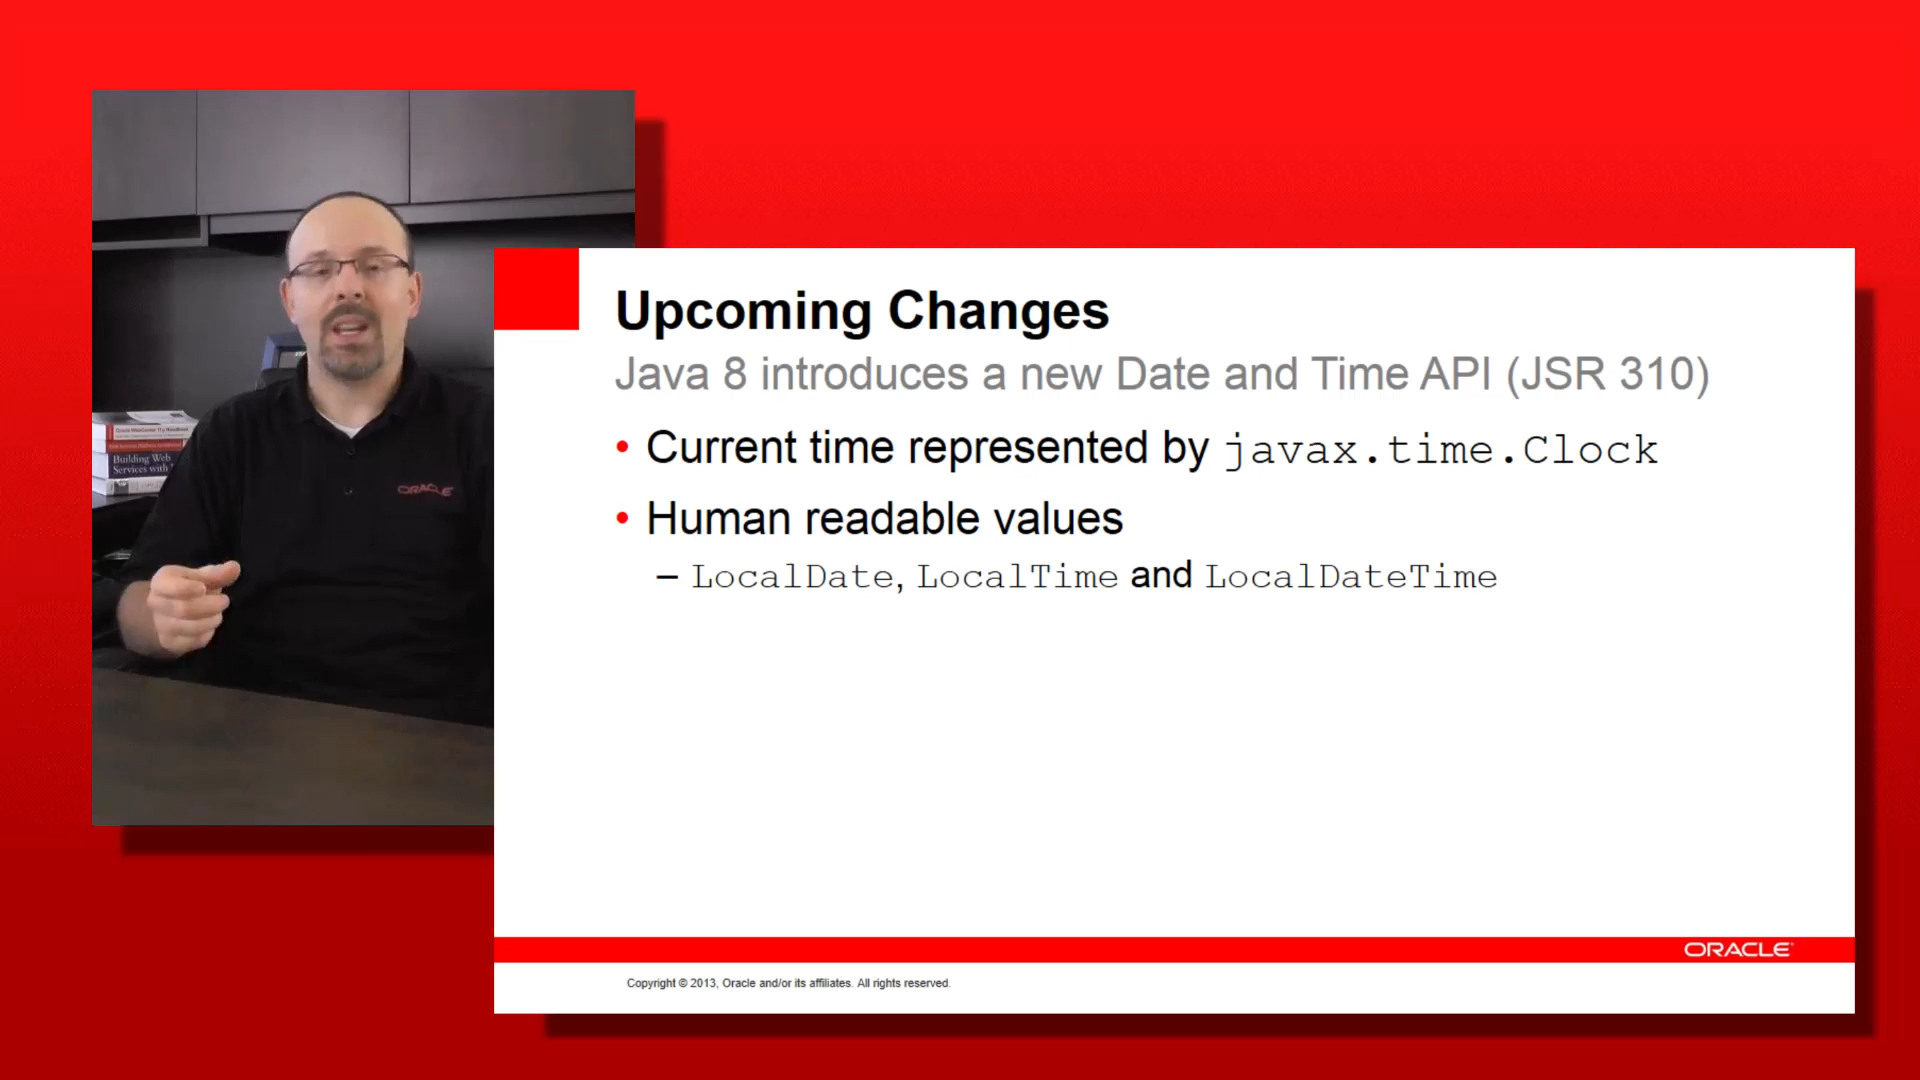 Upcoming Changes
Java 8 introduces a new Date and Time API (JSR 310)
• Current time represented by javax.time.Clock
• Human readable values
– LocalDate, LocalTime and LocalDateTime
ORACLE
Copyright © 2013, Oracle and/or its affiliates. All rights reserved.
ORACLE
Building Web
Services with